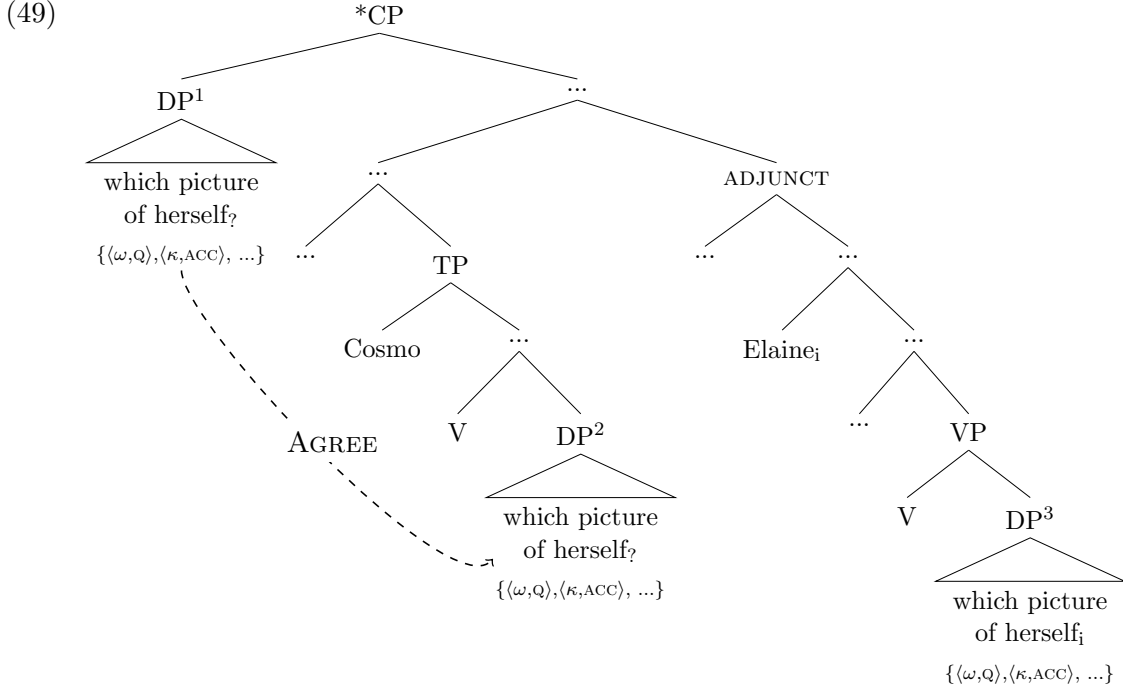 (49)
*CP
DP¹ ...
which picture
of herself?
{⟨ω,Q⟩,⟨κ,ACC⟩, ...}
... ADJUNCT
... TP ... ...
Cosmo ... Elaineᵢ ...
AGREE V DP² ... VP
which picture
of herself?
{⟨ω,Q⟩,⟨κ,ACC⟩, ...}
V DP³
which picture
of herselfᵢ
{⟨ω,Q⟩,⟨κ,ACC⟩, ...}